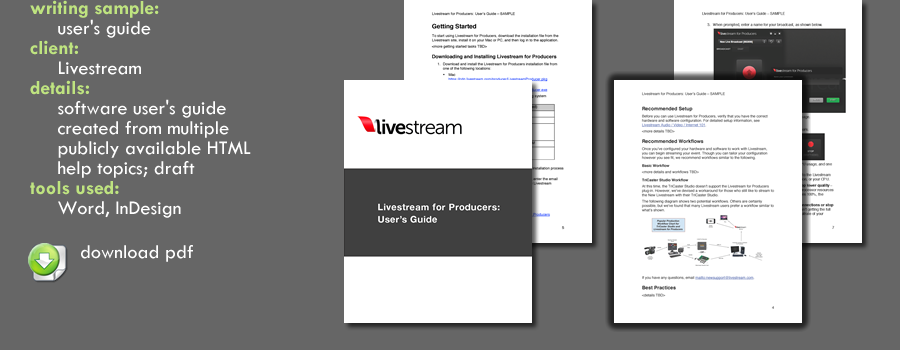 writing sample:
user's guide
client:
Livestream
details:
software user's guide
created from multiple
publicly available HTML
help topics; draft
tools used:
Word, InDesign
download pdf
Livestream for Producers: User's Guide – SAMPLE
Getting Started
To start using Livestream for Producers, download the installation file from the
Livestream site, install it on your Mac or PC, and then log in to the application.
<more getting started tasks TBD>
Downloading and Installing Livestream for Producers
1. Download and install the Livestream for Producers installation file from
one of the following locations:
• Mac
livestream
Livestream for Producers:
User's Guide
Livestream for Producers: User's Guide – SAMPLE
3. When prompted, enter a name for your broadcast, as shown below.
Livestream for Producers: User's Guide – SAMPLE
Recommended Setup
Before you can use Livestream for Producers, verify that you have the correct
hardware and software configuration. For detailed setup information, see
Livestream Audio / Video / Internet 101.
<more details TBD>
Recommended Workflows
Once you've configured your hardware and software to work with Livestream,
you can begin streaming your event. Though you can tailor your configuration
however you see fit, we recommend workflows similar to the following.
Basic Workflow
<more details and workflows TBD>
TriCaster Studio Workflow
At this time, the TriCaster Studio doesn't support the Livestream for Producers
plug-in. However, we've devised a workaround for those who still like to stream to
the New Livestream with their TriCaster Studio.
The following diagram shows two potential workflows. Others are certainly
possible, but we've found that many Livestream users prefer a workflow similar to
what's shown.
If you have any questions, email mailto:newsupport@livestream.com.
Best Practices
<details TBD>